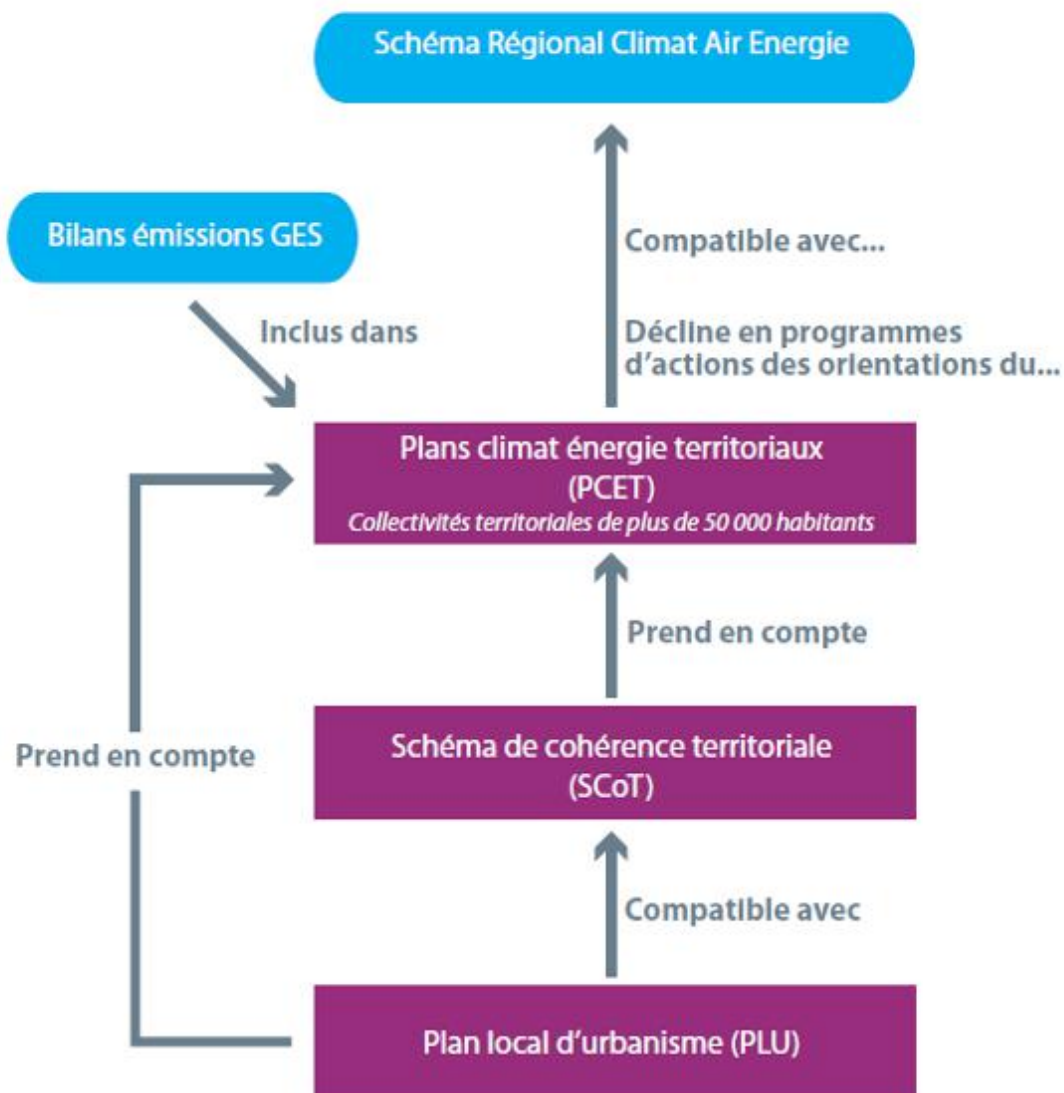 Schéma Régional Climat Air Energie
Bilans émissions GES
Compatible avec...
Inclus dans
Décline en programmes
d'actions des orientations du...
Plans climat énergie territoriaux
(PCET)
Collectivités territoriales de plus de 50 000 habitants
Prend en compte
Schéma de cohérence territoriale
(SCoT)
Prend en compte
Compatible avec
Plan local d'urbanisme (PLU)